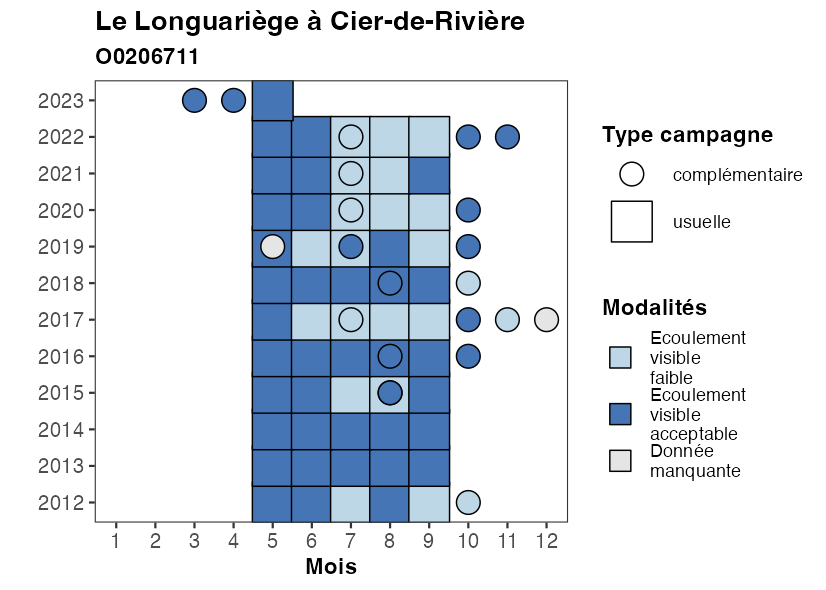 Le Longuariège à Cier-de-Rivière
O0206711
2023
2022
2021
2020
2019
2018
2017
2016
2015
2014
2013
2012
1 2 3 4 5 6 7 8 9 10 11 12
Mois
Type campagne
complémentaire
usuelle
Modalités
Ecoulement
visible
faible
Ecoulement
visible
acceptable
Donnée
manquante